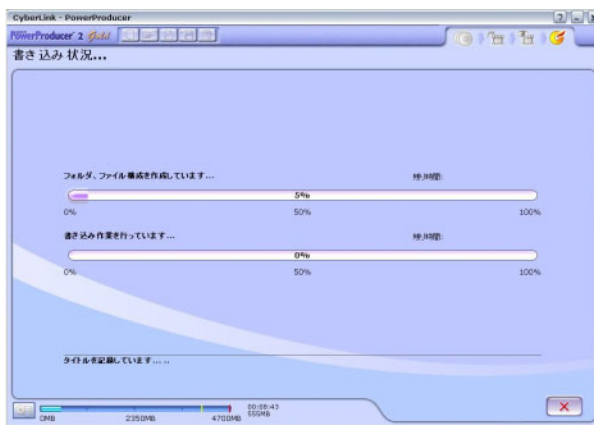 CyberLink - PowerProducer
PowerProducer 2 Gold
書き込み状況...
フォルダ、ファイル構成を作成しています... 残り時間:
5%
0% 50% 100%
書き込み作業を行っています... 残り時間:
0%
0% 50% 100%
タイトルを記録しています... ..
00:08:43
555MB
0MB 2350MB 4700MB